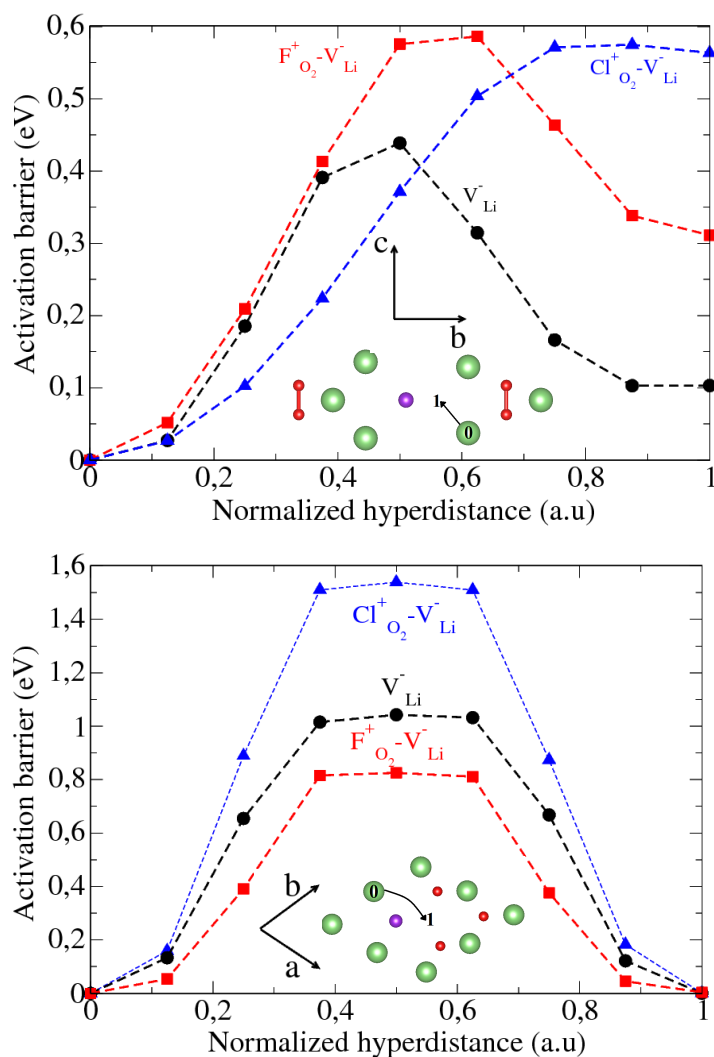 0,6
0,5
0,4
0,3
0,2
0,1
0
Activation barrier (eV)
F+O2-V-Li
Cl+O2-V-Li
V-Li
c
b
1
0
0
0,2
0,4
0,6
0,8
1
Normalized hyperdistance (a.u)
1,6
1,4
1,2
1
0,8
0,6
0,4
0,2
0
Activation barrier (eV)
Cl+O2-V-Li
V-Li
F+O2-V-Li
b
a
0
1
0
0,2
0,4
0,6
0,8
1
Normalized hyperdistance (a.u)